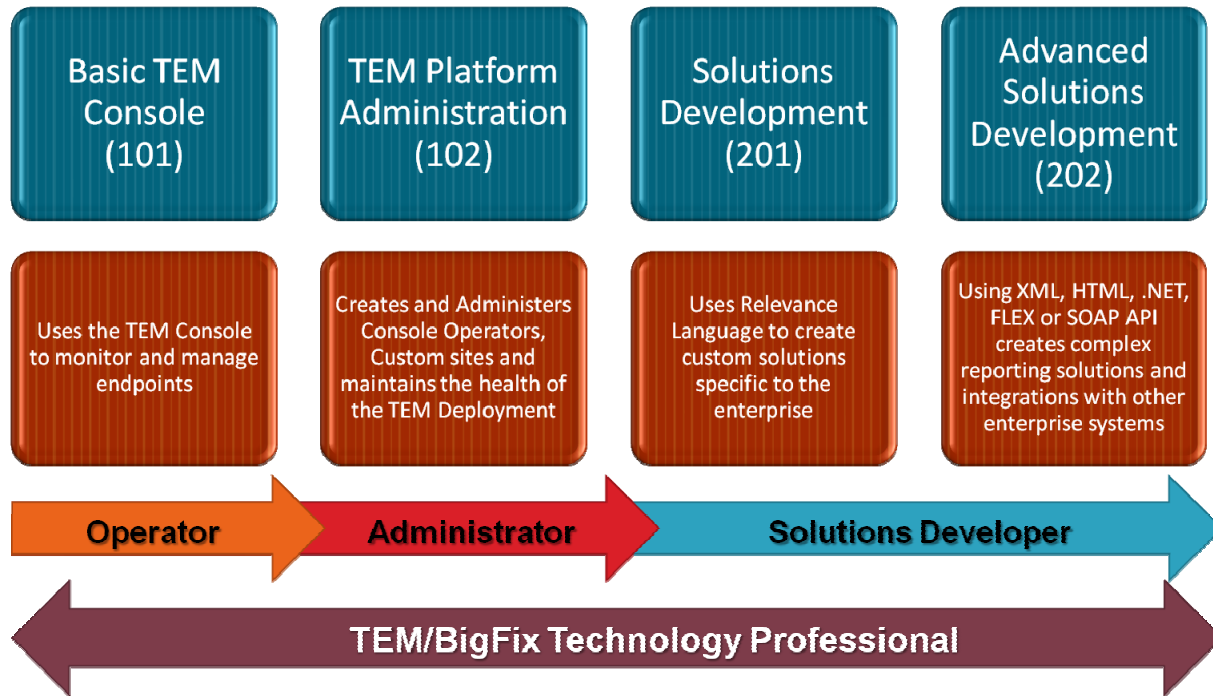 Basic TEM
Console
(101)
TEM Platform
Administration
(102)
Solutions
Development
(201)
Advanced
Solutions
Development
(202)
Uses the TEM Console
to monitor and manage
endpoints
Creates and Administers
Console Operators,
Custom sites and
maintains the health of
the TEM Deployment
Uses Relevance
Language to create
custom solutions
specific to the
enterprise
Using XML, HTML, .NET,
FLEX or SOAP API
creates complex
reporting solutions and
integrations with other
enterprise systems
Operator
Administrator
Solutions Developer
TEM/BigFix Technology Professional